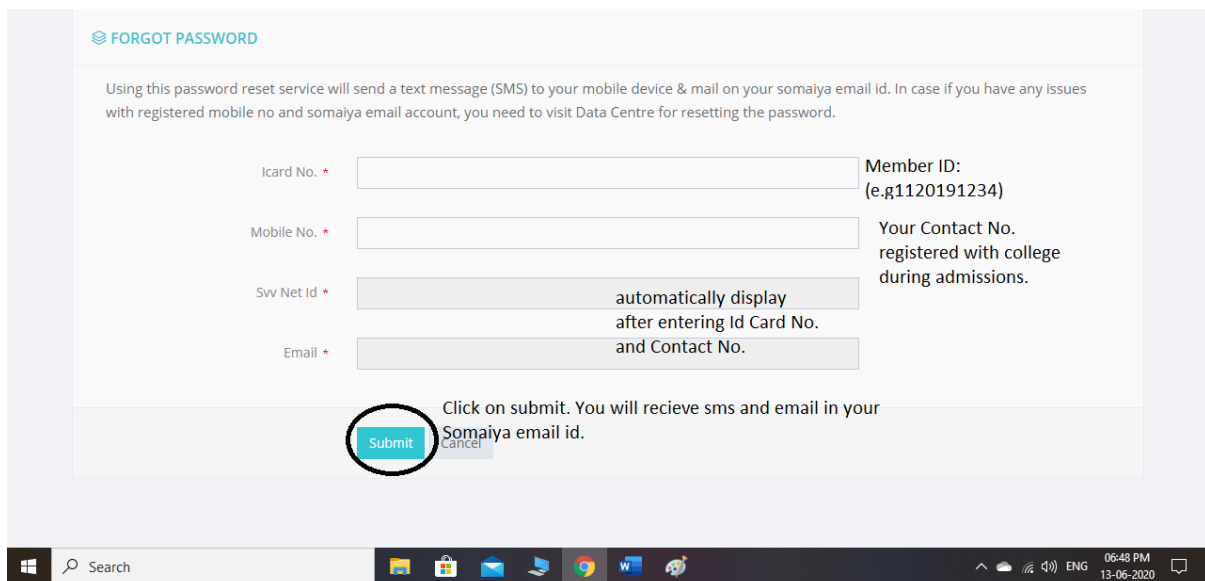 FORGOT PASSWORD
Using this password reset service will send a text message (SMS) to your mobile device & mail on your somaiya email id. In case if you have any issues
with registered mobile no and somaiya email account, you need to visit Data Centre for resetting the password.
Icard No. *
Member ID:
(e.g1120191234)
Mobile No. *
Your Contact No.
registered with college
during admissions.
Svv Net Id *
automatically display
after entering Id Card No.
and Contact No.
Email *
Click on submit. You will recieve sms and email in your
Somaiya email id.
Submit
Cancel
Search
ENG
06:48 PM
13-06-2020